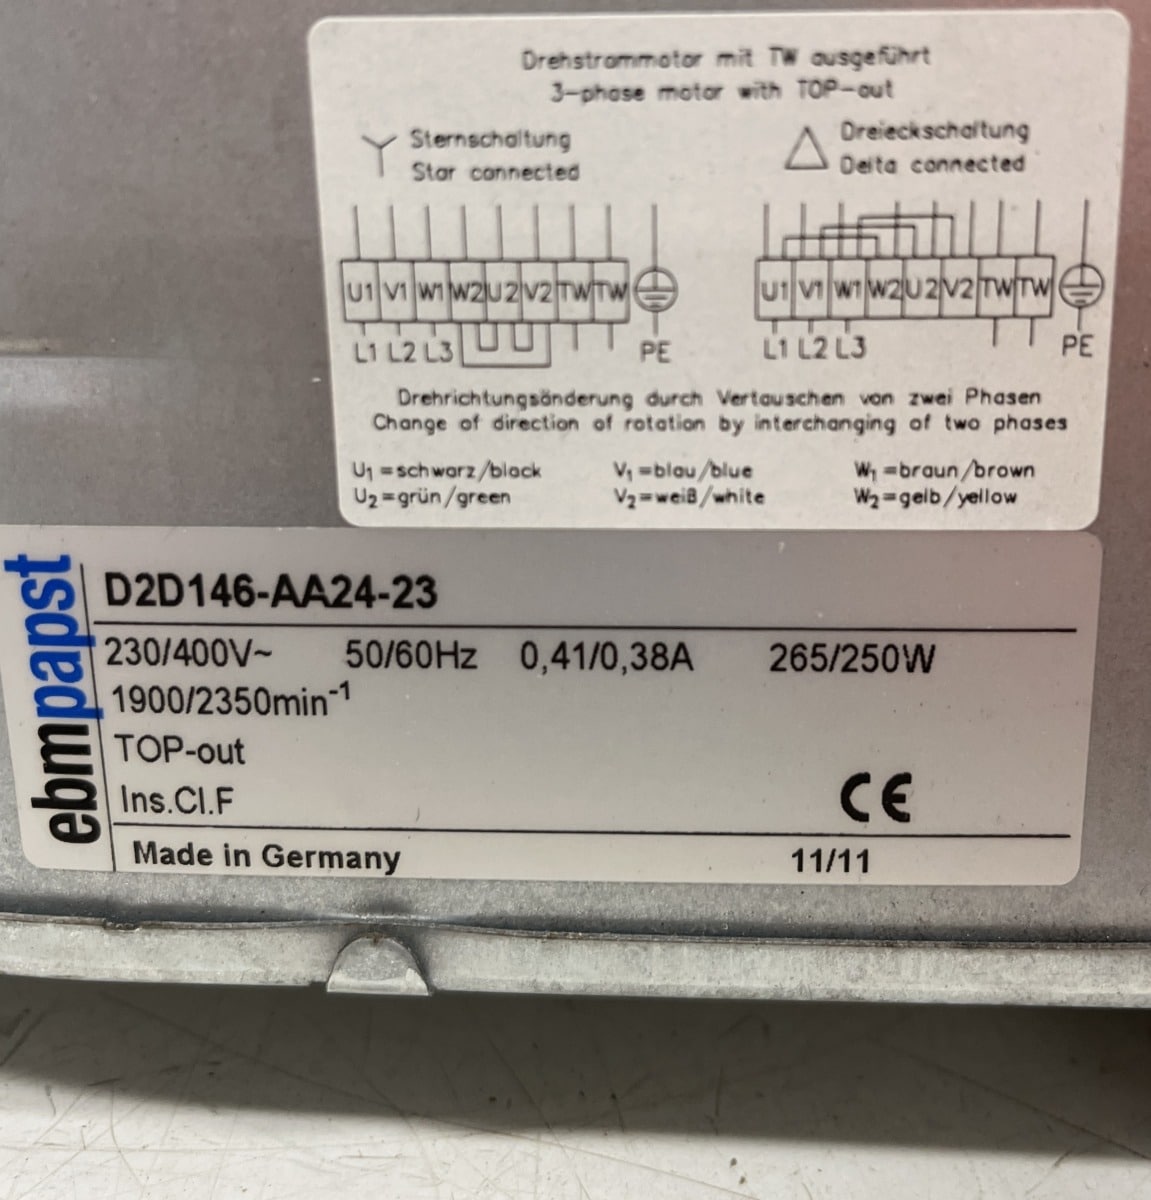 Drehstrommotor mit TW ausgeführt
3-phase motor with TOP-out
Sternschaltung
Star connected
Dreieckschaltung
Delta connected
U1 V1 W1 W2 U2 V2 TW TW
U1 V1 W1 W2 U2 V2 TW TW
L1 L2 L3 PE
L1 L2 L3 PE
Drehrichtungsänderung durch Vertauschen von zwei Phasen
Change of direction of rotation by interchanging of two phases
U₁ =schwarz/black V₁ =blau/blue W₁ =braun/brown
U₂ =grün/green V₂=weiß/white W₂=gelb/yellow
ebmpapst
D2D146-AA24-23
230/400V~ 50/60Hz 0,41/0,38A 265/250W
1900/2350min⁻¹
TOP-out
Ins.Cl.F
CE
Made in Germany 11/11